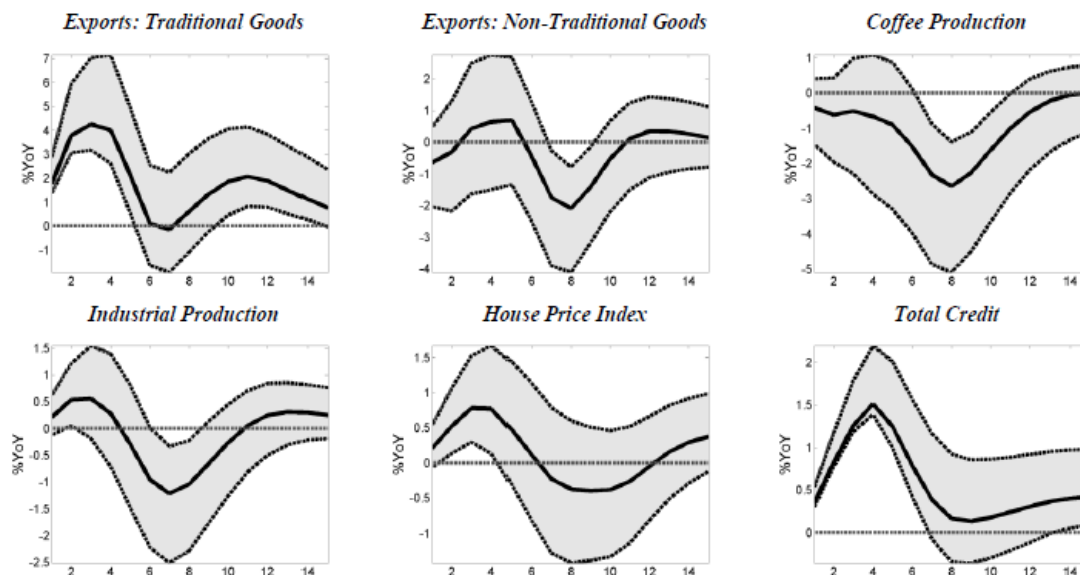 Exports: Traditional Goods
Exports: Non-Traditional Goods
Coffee Production
7
6
5
4
3
2
1
0
-1
%YoY
2 4 6 8 10 12 14
2
1
0
-1
-2
-3
-4
%YoY
2 4 6 8 10 12 14
1
0
-1
-2
-3
-4
-5
%YoY
2 4 6 8 10 12 14
Industrial Production
House Price Index
Total Credit
1.5
1
0.5
0
-0.5
-1
-1.5
-2
-2.5
%YoY
2 4 6 8 10 12 14
1.5
1
0.5
0
-0.5
-1
%YoY
2 4 6 8 10 12 14
2
1.5
1
0.5
0
%YoY
2 4 6 8 10 12 14